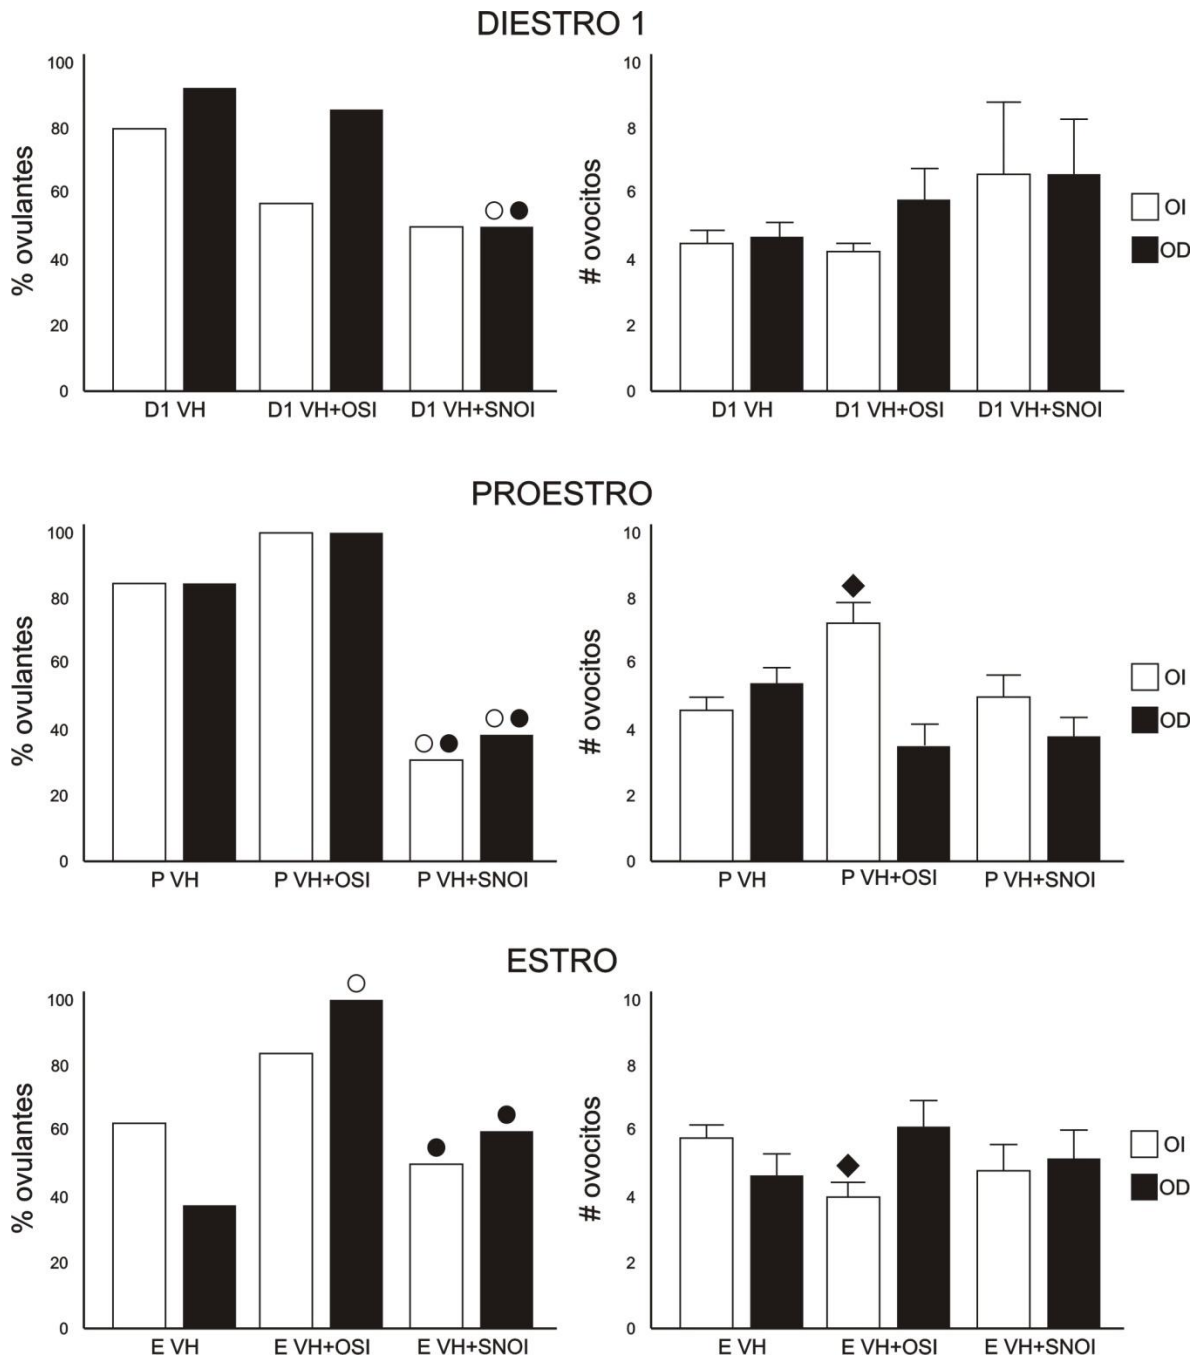 DIESTRO 1
% ovulantes
100
80
60
40
20
0
D1 VH D1 VH+OSI D1 VH+SNOI
# ovocitos
10
8
6
4
2
0
D1 VH D1 VH+OSI D1 VH+SNOI
OI
OD
PROESTRO
% ovulantes
100
80
60
40
20
0
P VH P VH+OSI P VH+SNOI
# ovocitos
10
8
6
4
2
0
P VH P VH+OSI P VH+SNOI
OI
OD
ESTRO
% ovulantes
100
80
60
40
20
0
E VH E VH+OSI E VH+SNOI
# ovocitos
10
8
6
4
2
0
E VH E VH+OSI E VH+SNOI
OI
OD